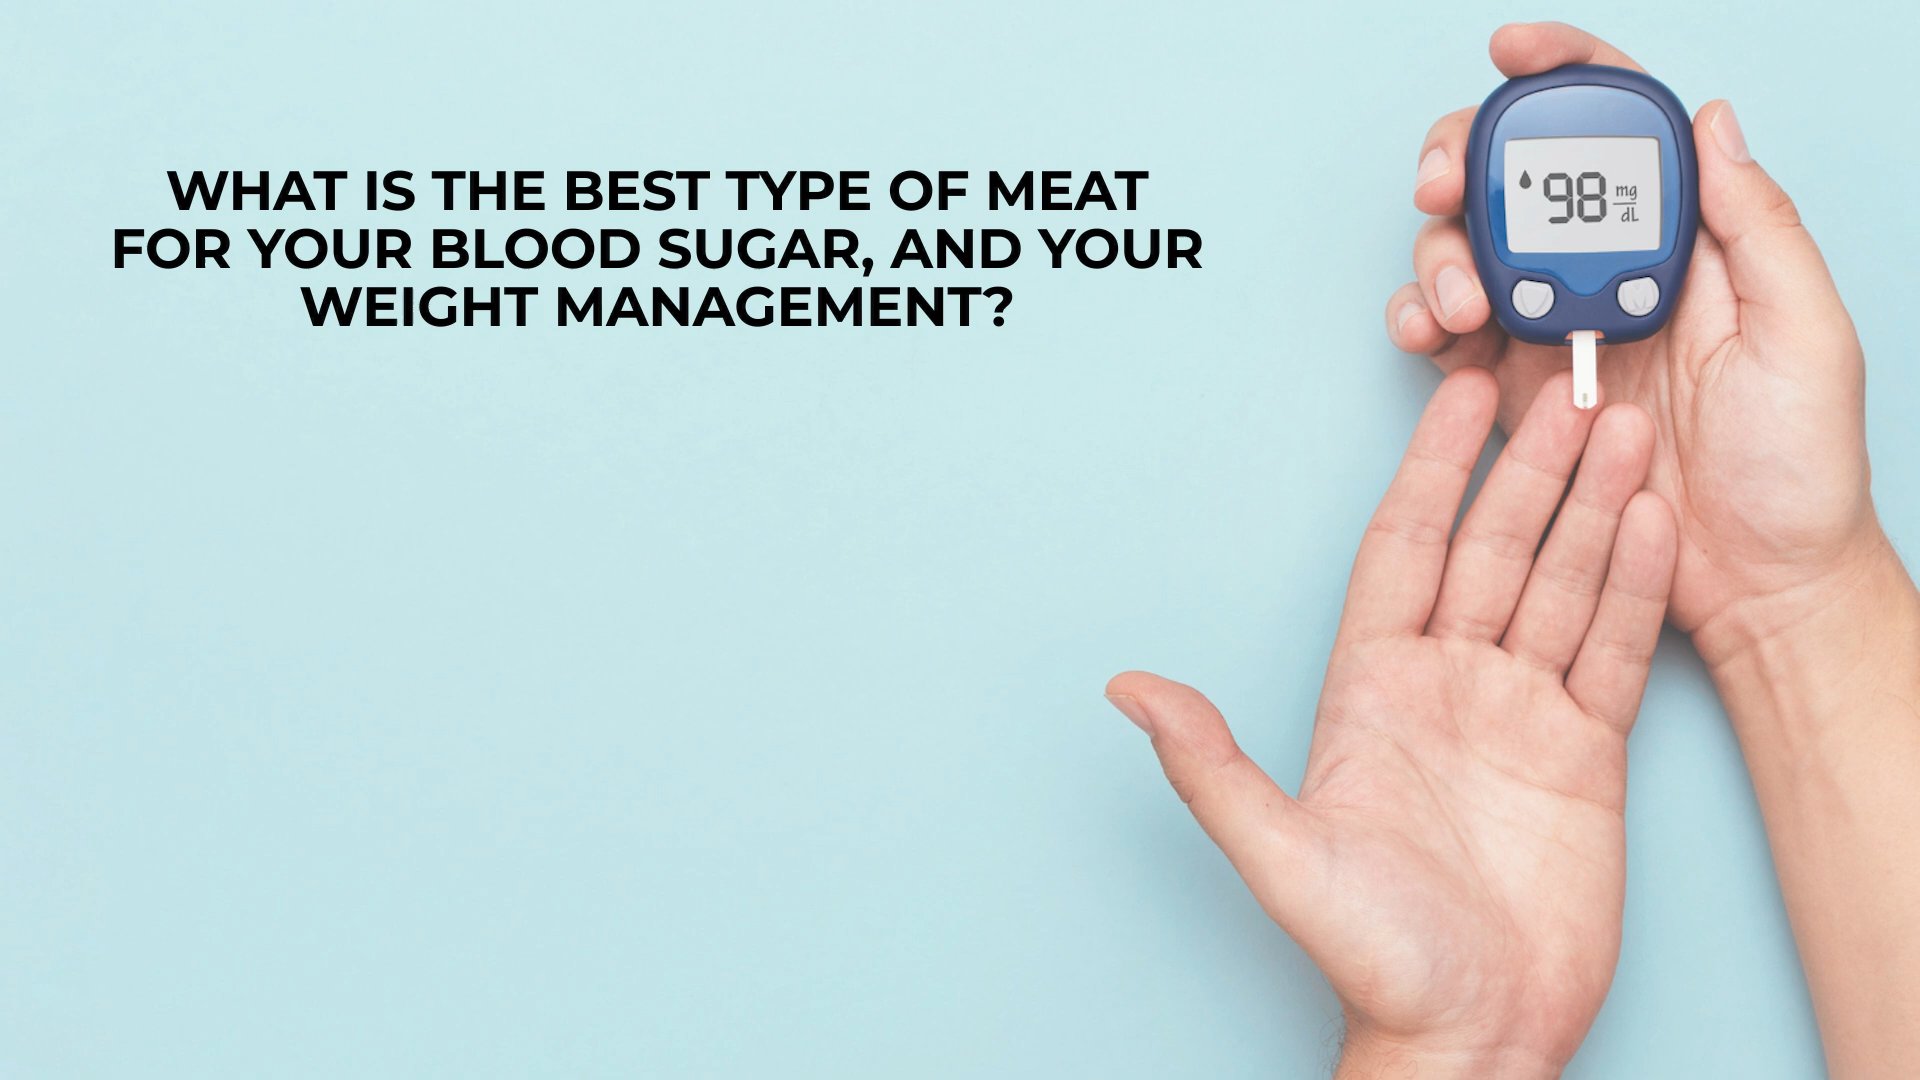 WHAT IS THE BEST TYPE OF MEAT
FOR YOUR BLOOD SUGAR, AND YOUR
WEIGHT MANAGEMENT?
98 mg
dL